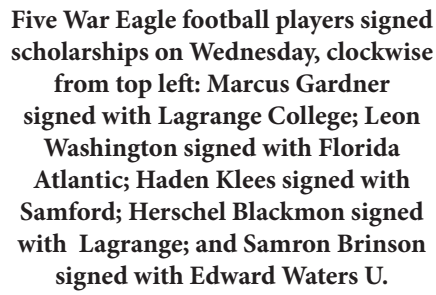 Five War Eagle football players signed
scholarships on Wednesday, clockwise
from top left: Marcus Gardner
signed with Lagrange College; Leon
Washington signed with Florida
Atlantic; Haden Klees signed with
Samford; Herschel Blackmon signed
with  Lagrange; and Samron Brinson
signed with Edward Waters U.